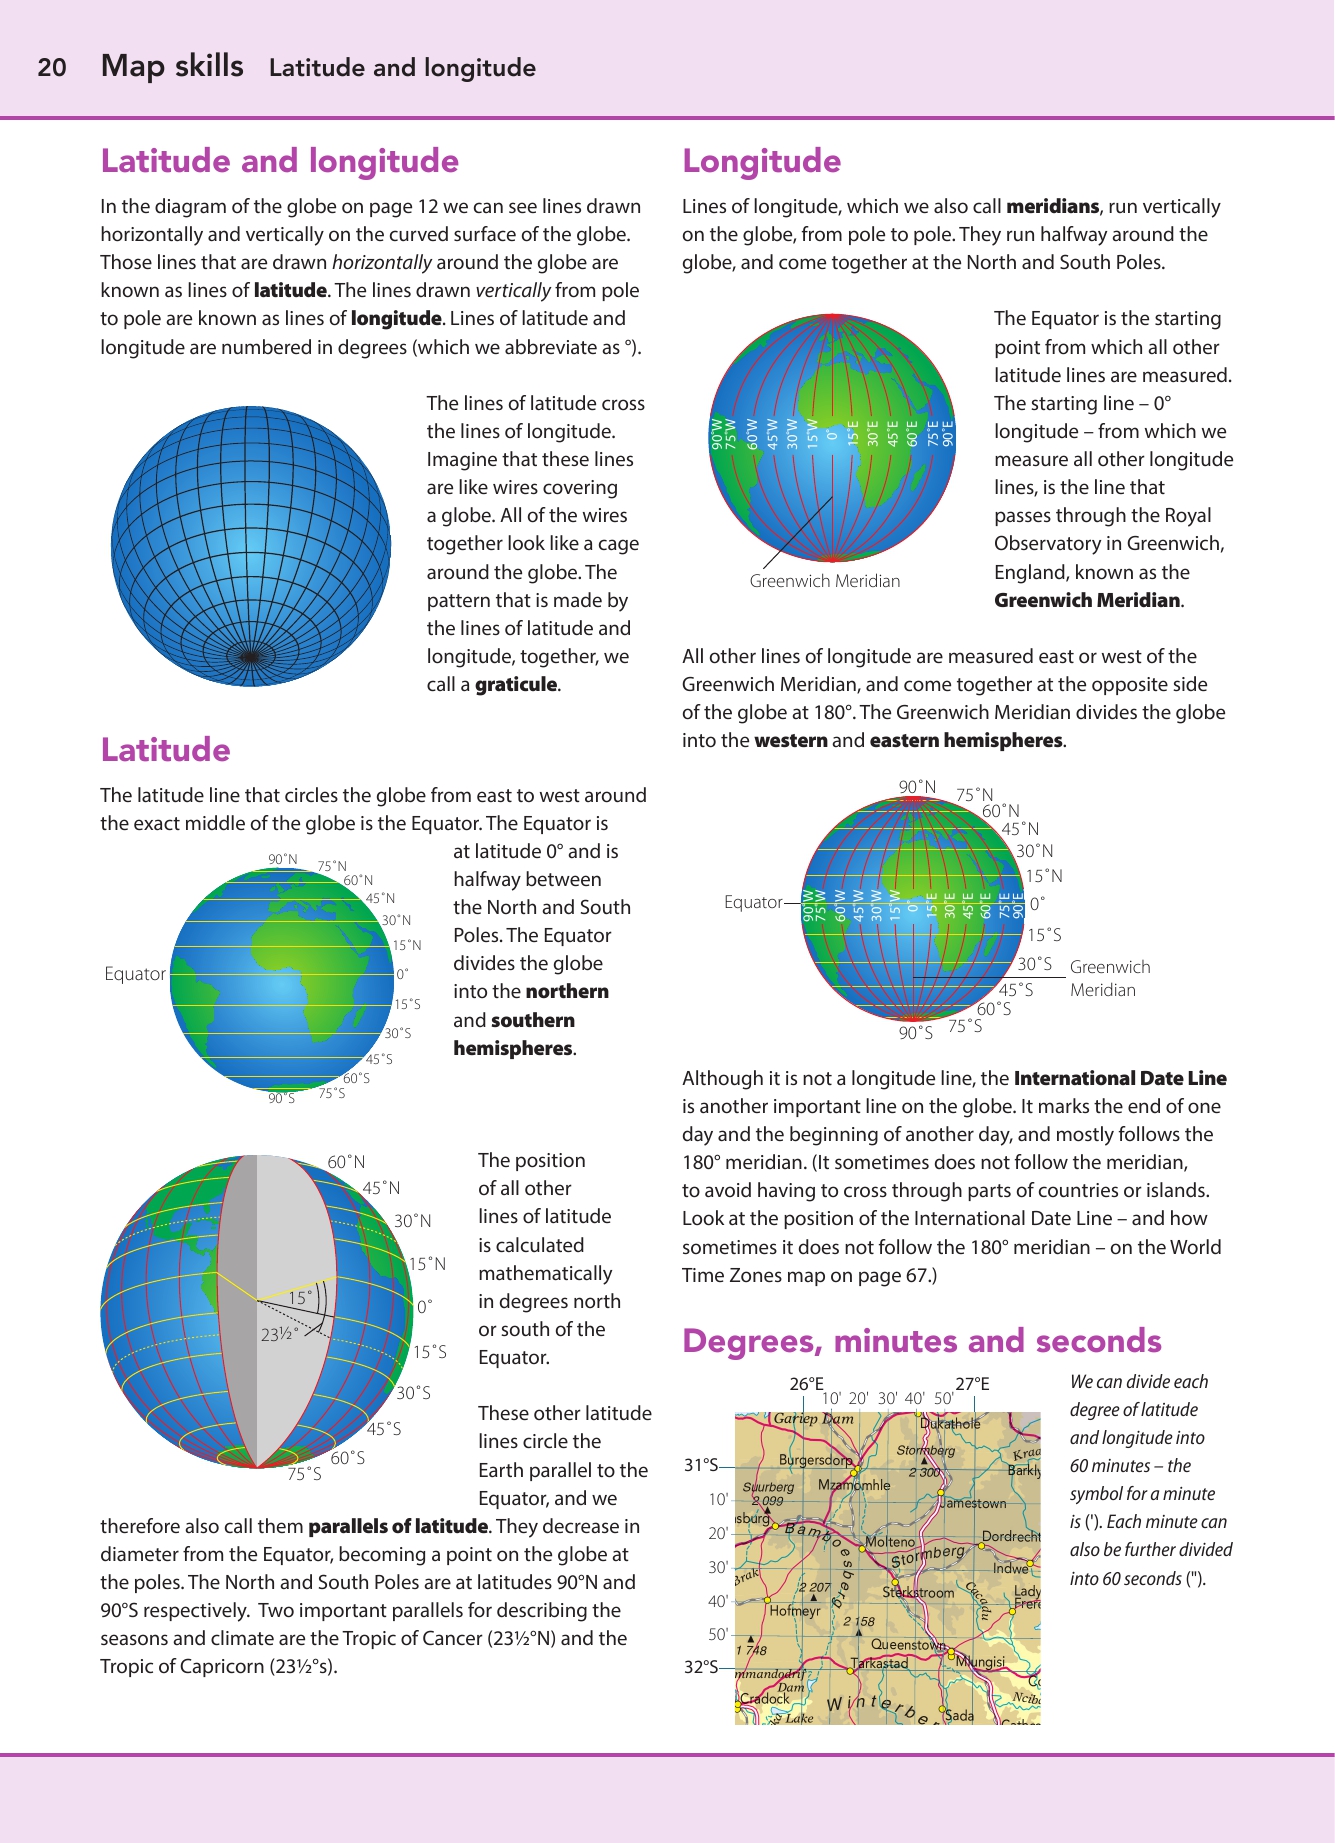 20 Map skills Latitude and longitude
Latitude and longitude
In the diagram of the globe on page 12 we can see lines drawn
horizontally and vertically on the curved surface of the globe.
Those lines that are drawn horizontally around the globe are
known as lines of latitude. The lines drawn vertically from pole
to pole are known as lines of longitude. Lines of latitude and
longitude are numbered in degrees (which we abbreviate as °).
The lines of latitude cross
the lines of longitude.
Imagine that these lines
are like wires covering
a globe. All of the wires
together look like a cage
around the globe. The
pattern that is made by
the lines of latitude and
longitude, together, we
call a graticule.
Latitude
The latitude line that circles the globe from east to west around
the exact middle of the globe is the Equator. The Equator is
at latitude 0° and is
halfway between
the North and South
Poles. The Equator
divides the globe
into the northern
and southern
hemispheres.
90°N
75°N
60°N
45°N
30°N
15°N
Equator
0°
15°S
30°S
45°S
60°S
75°S
90°S
60°N
45°N
30°N
15°N
15°
0°
23½°
15°S
30°S
45°S
60°S
75°S
The position
of all other
lines of latitude
is calculated
mathematically
in degrees north
or south of the
Equator.
These other latitude
lines circle the
Earth parallel to the
Equator, and we
therefore also call them parallels of latitude. They decrease in
diameter from the Equator, becoming a point on the globe at
the poles. The North and South Poles are at latitudes 90°N and
90°S respectively. Two important parallels for describing the
seasons and climate are the Tropic of Cancer (23½°N) and the
Tropic of Capricorn (23½°s).
Longitude
Lines of longitude, which we also call meridians, run vertically
on the globe, from pole to pole. They run halfway around the
globe, and come together at the North and South Poles.
90°W 75°W 60°W 45°W 30°W 15°W 0° 15°E 30°E 45°E 60°E 75°E 90°E
Greenwich Meridian
The Equator is the starting
point from which all other
latitude lines are measured.
The starting line – 0°
longitude – from which we
measure all other longitude
lines, is the line that
passes through the Royal
Observatory in Greenwich,
England, known as the
Greenwich Meridian.
All other lines of longitude are measured east or west of the
Greenwich Meridian, and come together at the opposite side
of the globe at 180°. The Greenwich Meridian divides the globe
into the western and eastern hemispheres.
90°N
75°N
60°N
45°N
30°N
15°N
Equator
90°W 75°W 60°W 45°W 30°W 15°W 0° 15°E 30°E 45°E 60°E 75°E 90°E
0°
15°S
30°S
Greenwich
Meridian
45°S
60°S
75°S
90°S
Although it is not a longitude line, the International Date Line
is another important line on the globe. It marks the end of one
day and the beginning of another day, and mostly follows the
180° meridian. (It sometimes does not follow the meridian,
to avoid having to cross through parts of countries or islands.
Look at the position of the International Date Line – and how
sometimes it does not follow the 180° meridian – on the World
Time Zones map on page 67.)
Degrees, minutes and seconds
26°E 10' 20' 30' 40' 50' 27°E
Gariep Dam
Dukathole
Stormberg
2 300
Kraa
Burgersdorp
Barkly
31°S
Suurberg
2 099
Mzamomhle
10'
Jamestown
sburg
Bamboesberg
20'
Molteno
Dordrecht
Stormberg
30'
Indwe
Brak
2 207
Sterkstroom
Cacadu
Lady
Frere
40'
Hofmeyr
2 158
50'
1 748
Queenstown
Mlungisi
32°S
Tarkastad
mmandodrif
Dam
Cradock
Lake
Winterber
Sada
Nciba
Cathca
We can divide each
degree of latitude
and longitude into
60 minutes – the
symbol for a minute
is ('). Each minute can
also be further divided
into 60 seconds (").